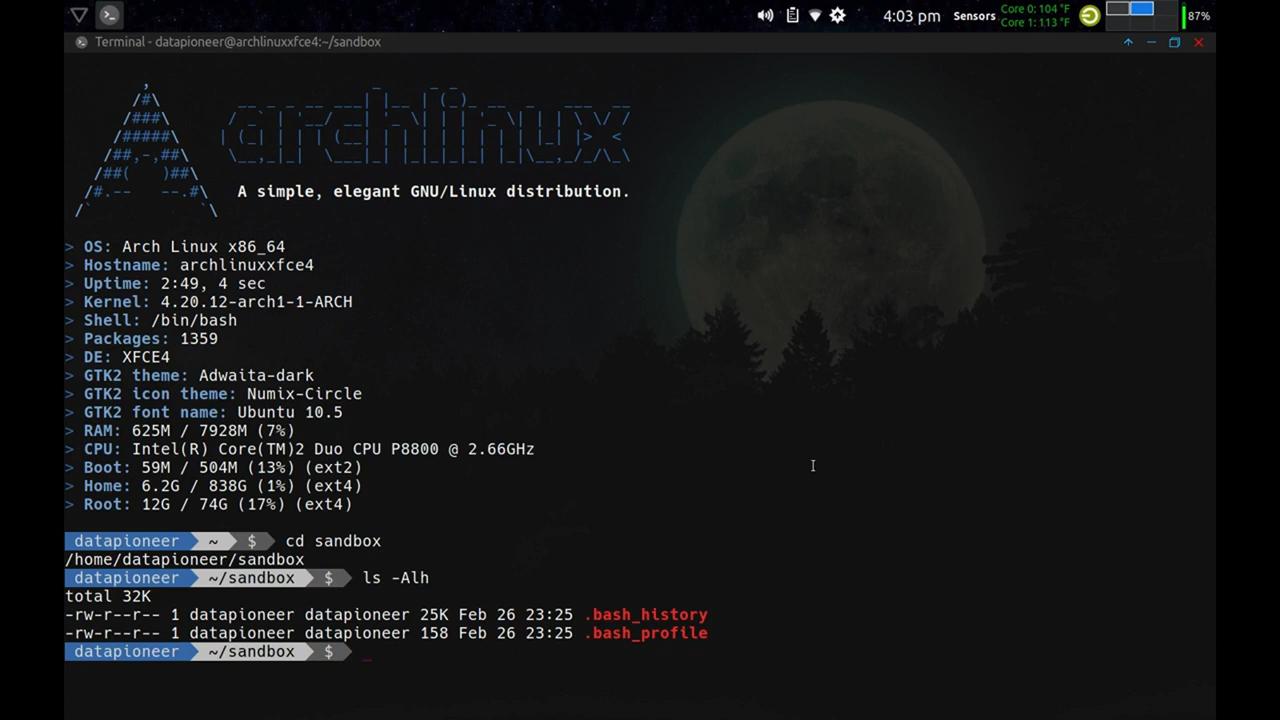 4:03 pm Sensors Core 0: 104 °F Core 1: 113 °F 87%
Terminal - datapioneer@archlinuxxfce4:~/sandbox
archlinux
A simple, elegant GNU/Linux distribution.
> OS: Arch Linux x86_64
> Hostname: archlinuxxfce4
> Uptime: 2:49, 4 sec
> Kernel: 4.20.12-arch1-1-ARCH
> Shell: /bin/bash
> Packages: 1359
> DE: XFCE4
> GTK2 theme: Adwaita-dark
> GTK2 icon theme: Numix-Circle
> GTK2 font name: Ubuntu 10.5
> RAM: 625M / 7928M (7%)
> CPU: Intel(R) Core(TM)2 Duo CPU P8800 @ 2.66GHz
> Boot: 59M / 504M (13%) (ext2)
> Home: 6.2G / 838G (1%) (ext4)
> Root: 12G / 74G (17%) (ext4)
datapioneer ~ $ cd sandbox
/home/datapioneer/sandbox
datapioneer ~/sandbox $ ls -Alh
total 32K
-rw-r--r-- 1 datapioneer datapioneer 25K Feb 26 23:25 .bash_history
-rw-r--r-- 1 datapioneer datapioneer 158 Feb 26 23:25 .bash_profile
datapioneer ~/sandbox $ _